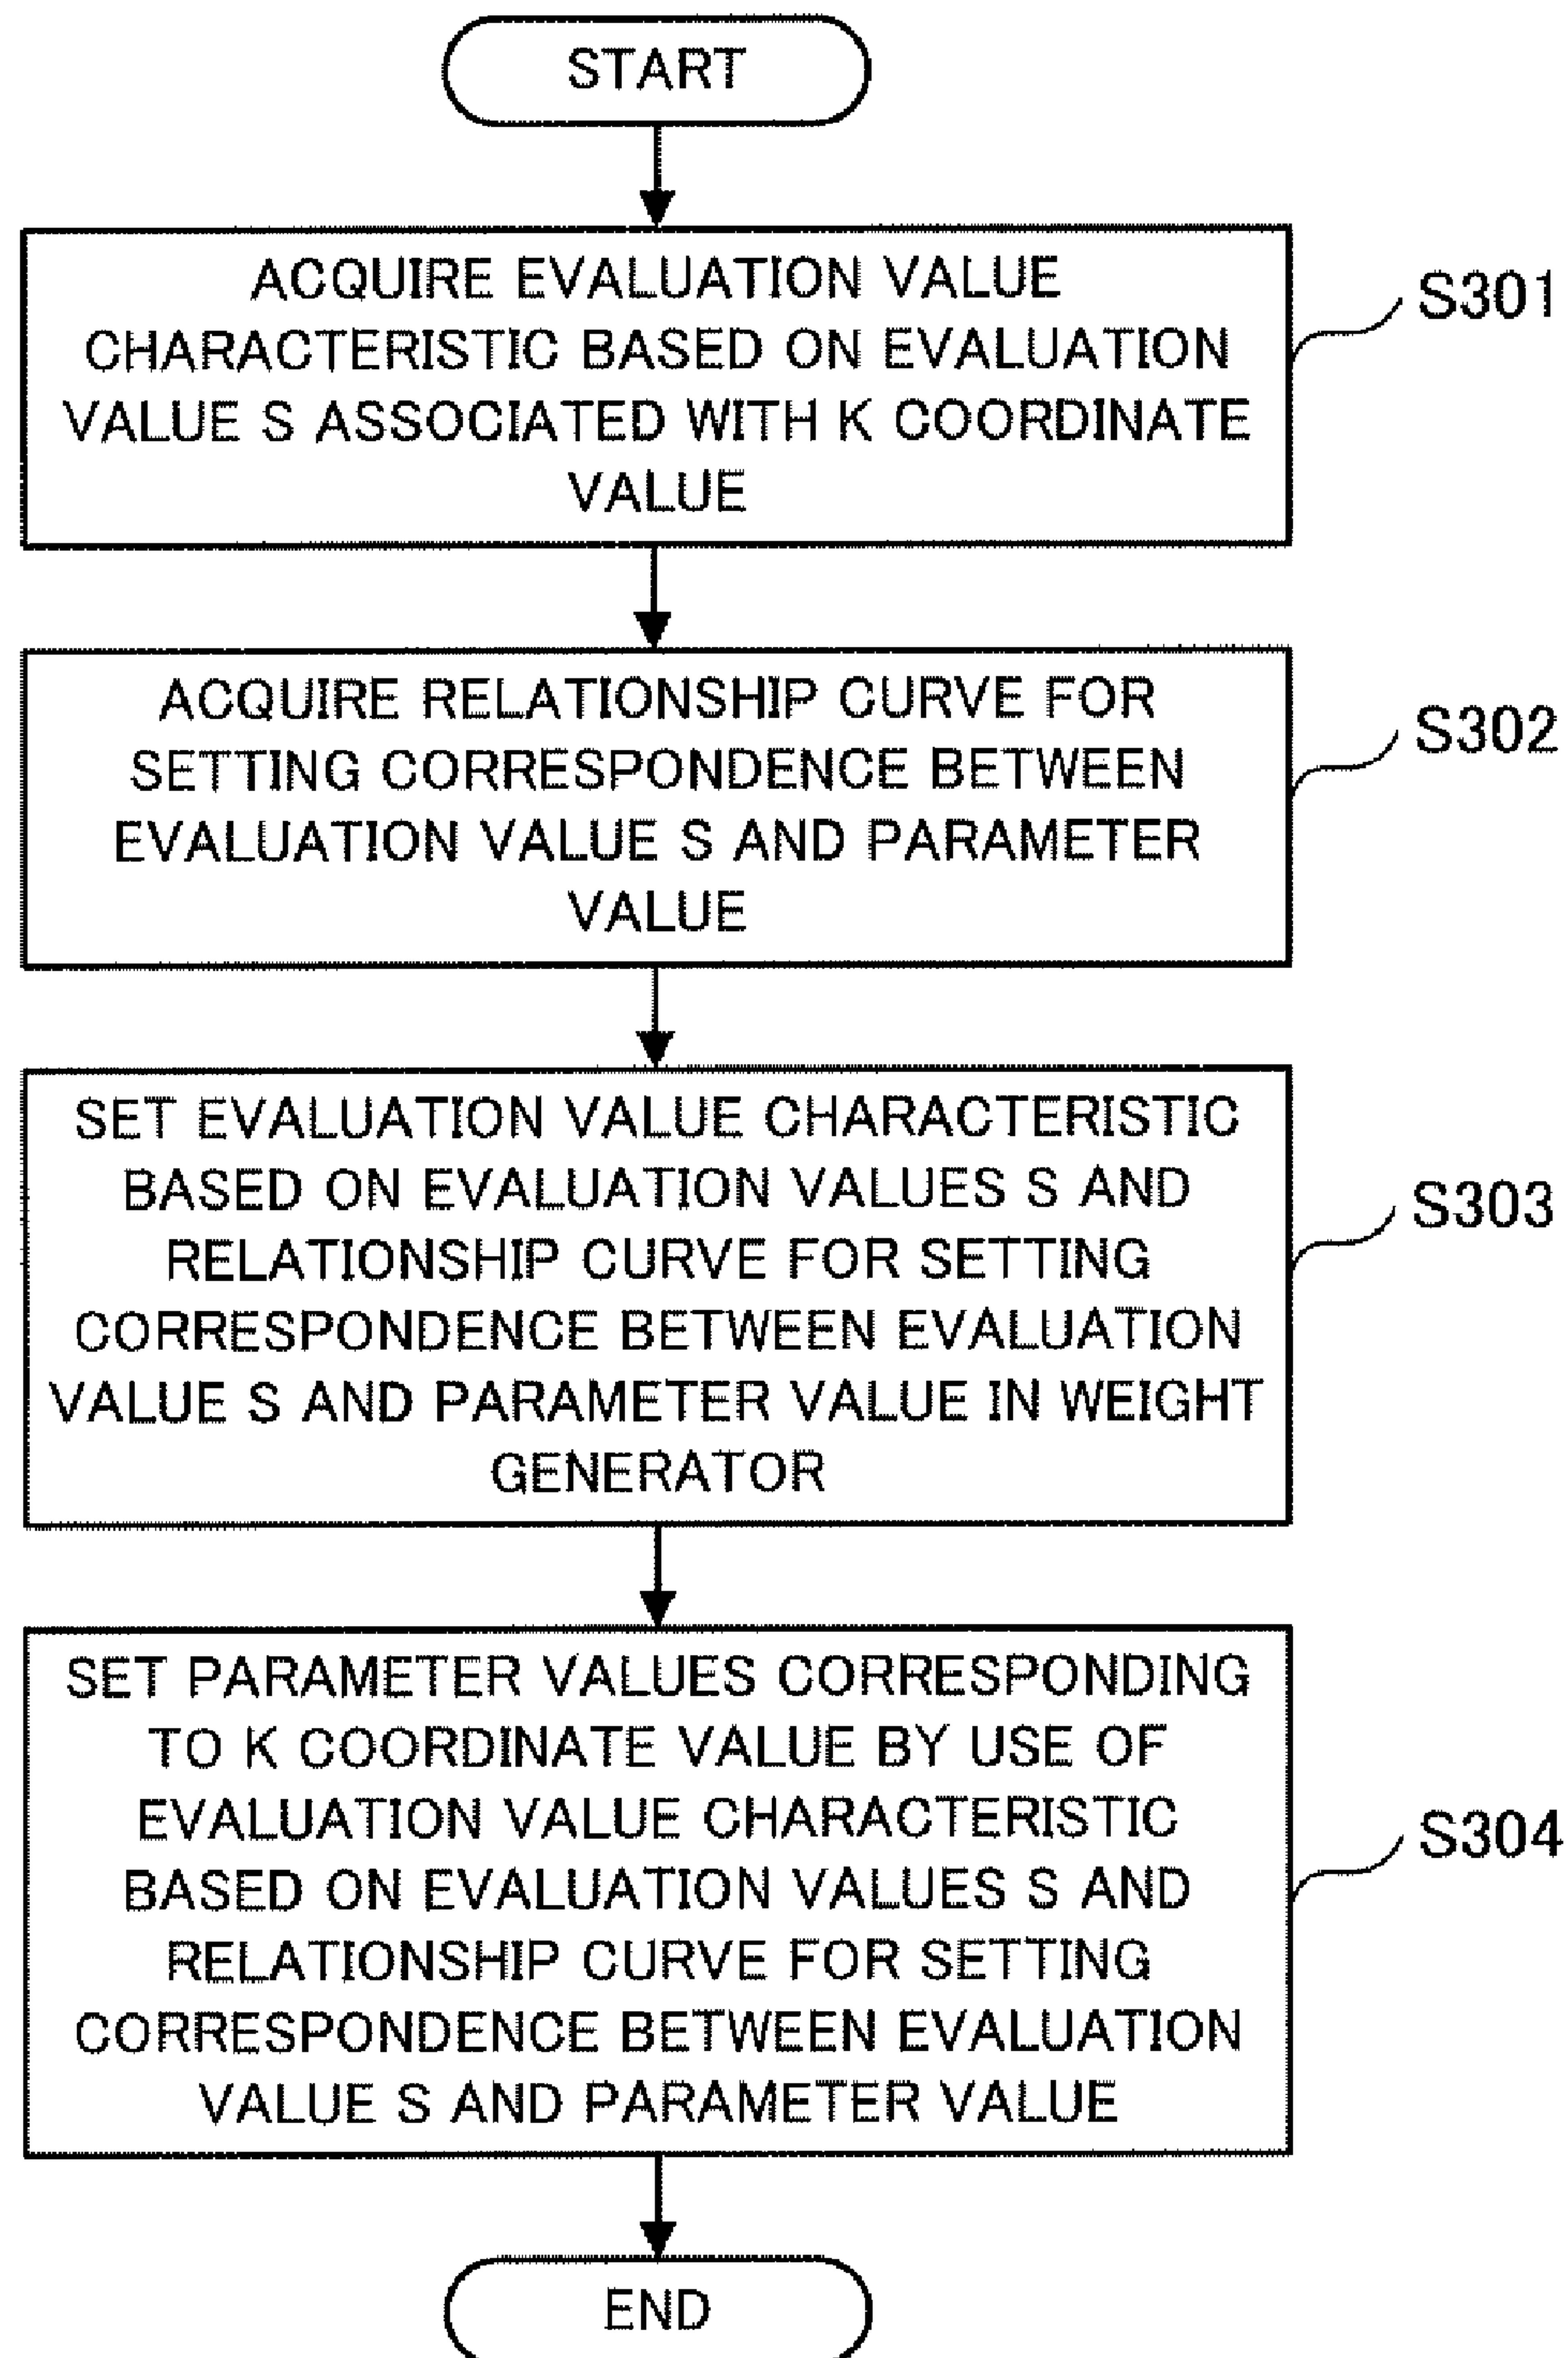 START
ACQUIRE EVALUATION VALUE
CHARACTERISTIC BASED ON EVALUATION
VALUE S ASSOCIATED WITH K COORDINATE
VALUE
S301
ACQUIRE RELATIONSHIP CURVE FOR
SETTING CORRESPONDENCE BETWEEN
EVALUATION VALUE S AND PARAMETER
VALUE
S302
SET EVALUATION VALUE CHARACTERISTIC
BASED ON EVALUATION VALUES S AND
RELATIONSHIP CURVE FOR SETTING
CORRESPONDENCE BETWEEN EVALUATION
VALUE S AND PARAMETER VALUE IN WEIGHT
GENERATOR
S303
SET PARAMETER VALUES CORRESPONDING
TO K COORDINATE VALUE BY USE OF
EVALUATION VALUE CHARACTERISTIC
BASED ON EVALUATION VALUES S AND
RELATIONSHIP CURVE FOR SETTING
CORRESPONDENCE BETWEEN EVALUATION
VALUE S AND PARAMETER VALUE
S304
END